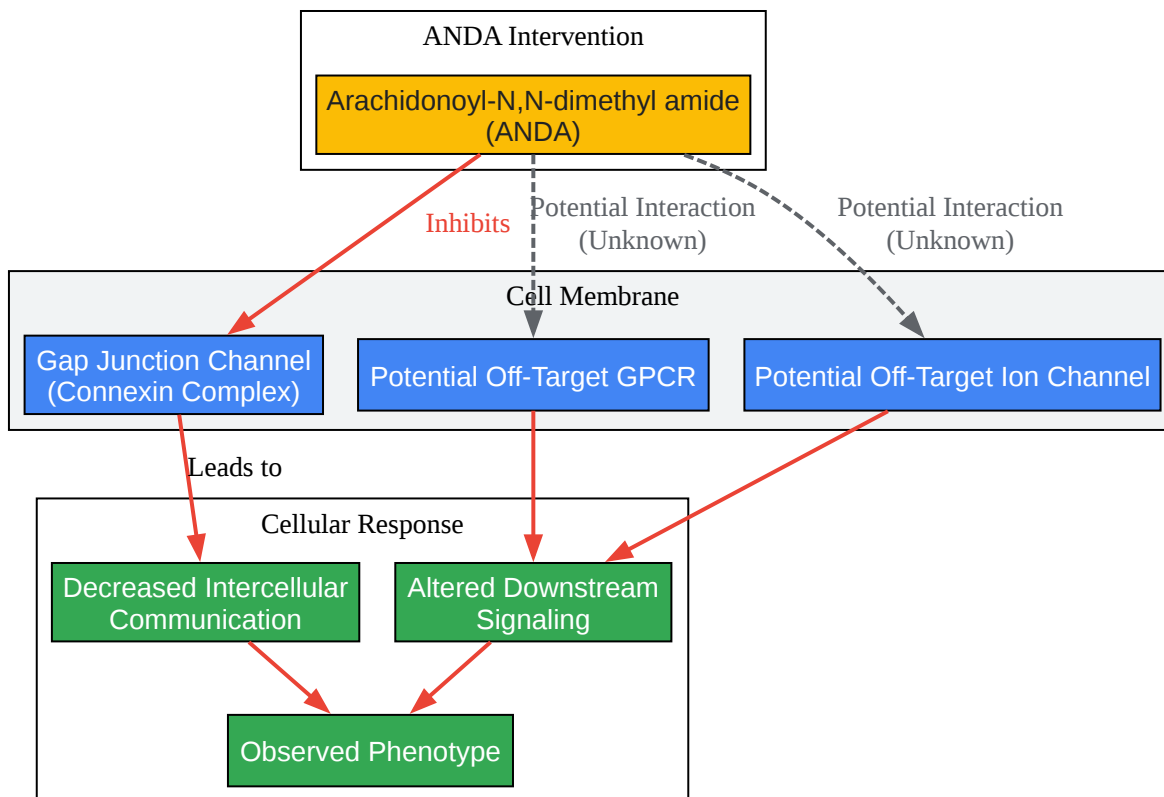 ANDA Intervention
Arachidonoyl-N,N-dimethyl amide
(ANDA)
Inhibits
Potential Interaction
(Unknown)
Potential Interaction
(Unknown)
Cell Membrane
Gap Junction Channel
(Connexin Complex)
Potential Off-Target GPCR
Potential Off-Target Ion Channel
Leads to
Cellular Response
Decreased Intercellular
Communication
Altered Downstream
Signaling
Observed Phenotype